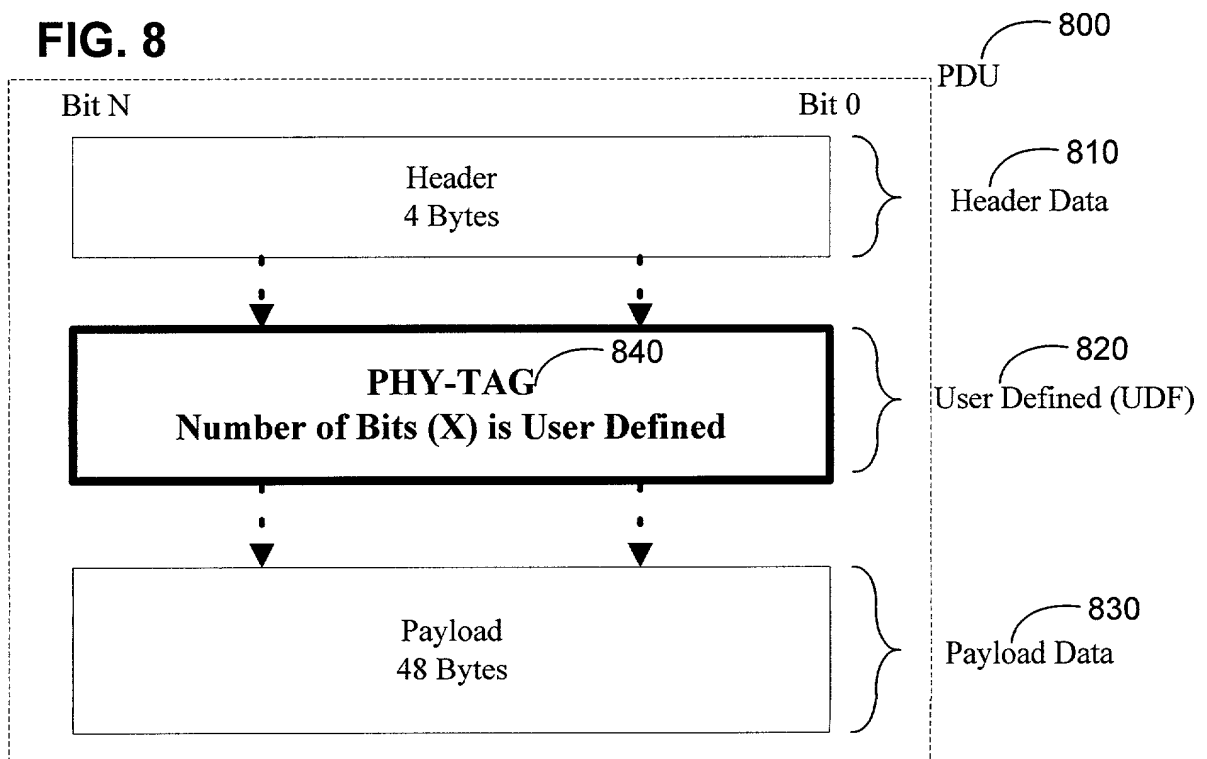 FIG. 8
800
PDU
Bit N
Bit 0
Header
4 Bytes
810
Header Data
PHY-TAG
840
Number of Bits (X) is User Defined
820
User Defined (UDF)
Payload
48 Bytes
830
Payload Data